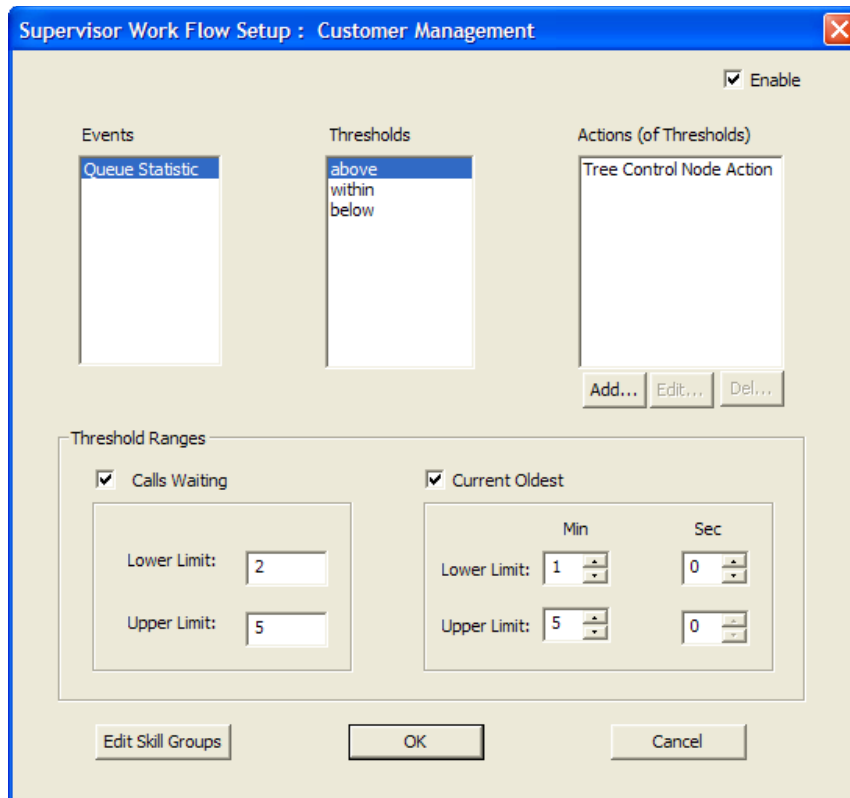 Supervisor Work Flow Setup : Customer Management
Enable
Events
Thresholds
Actions (of Thresholds)
Queue Statistic
above
within
below
Tree Control Node Action
Add...
Edit...
Del...
Threshold Ranges
Calls Waiting
Current Oldest
Min
Sec
Lower Limit:
2
Lower Limit:
1
0
Upper Limit:
5
Upper Limit:
5
0
Edit Skill Groups
OK
Cancel